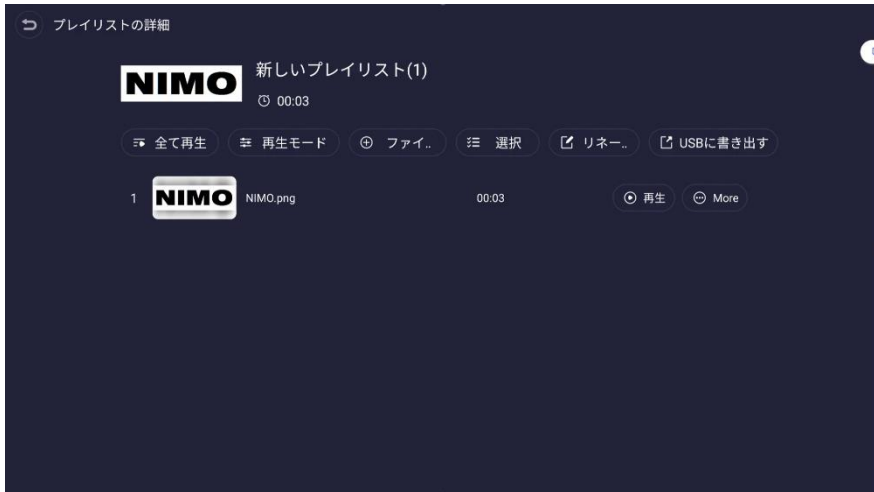 プレイリストの詳細
NIMO 新しいプレイリスト(1)
00:03
全て再生 再生モード ファイ.. 選択 リネー.. USBに書き出す
1 NIMO NIMO.png 00:03 再生 More